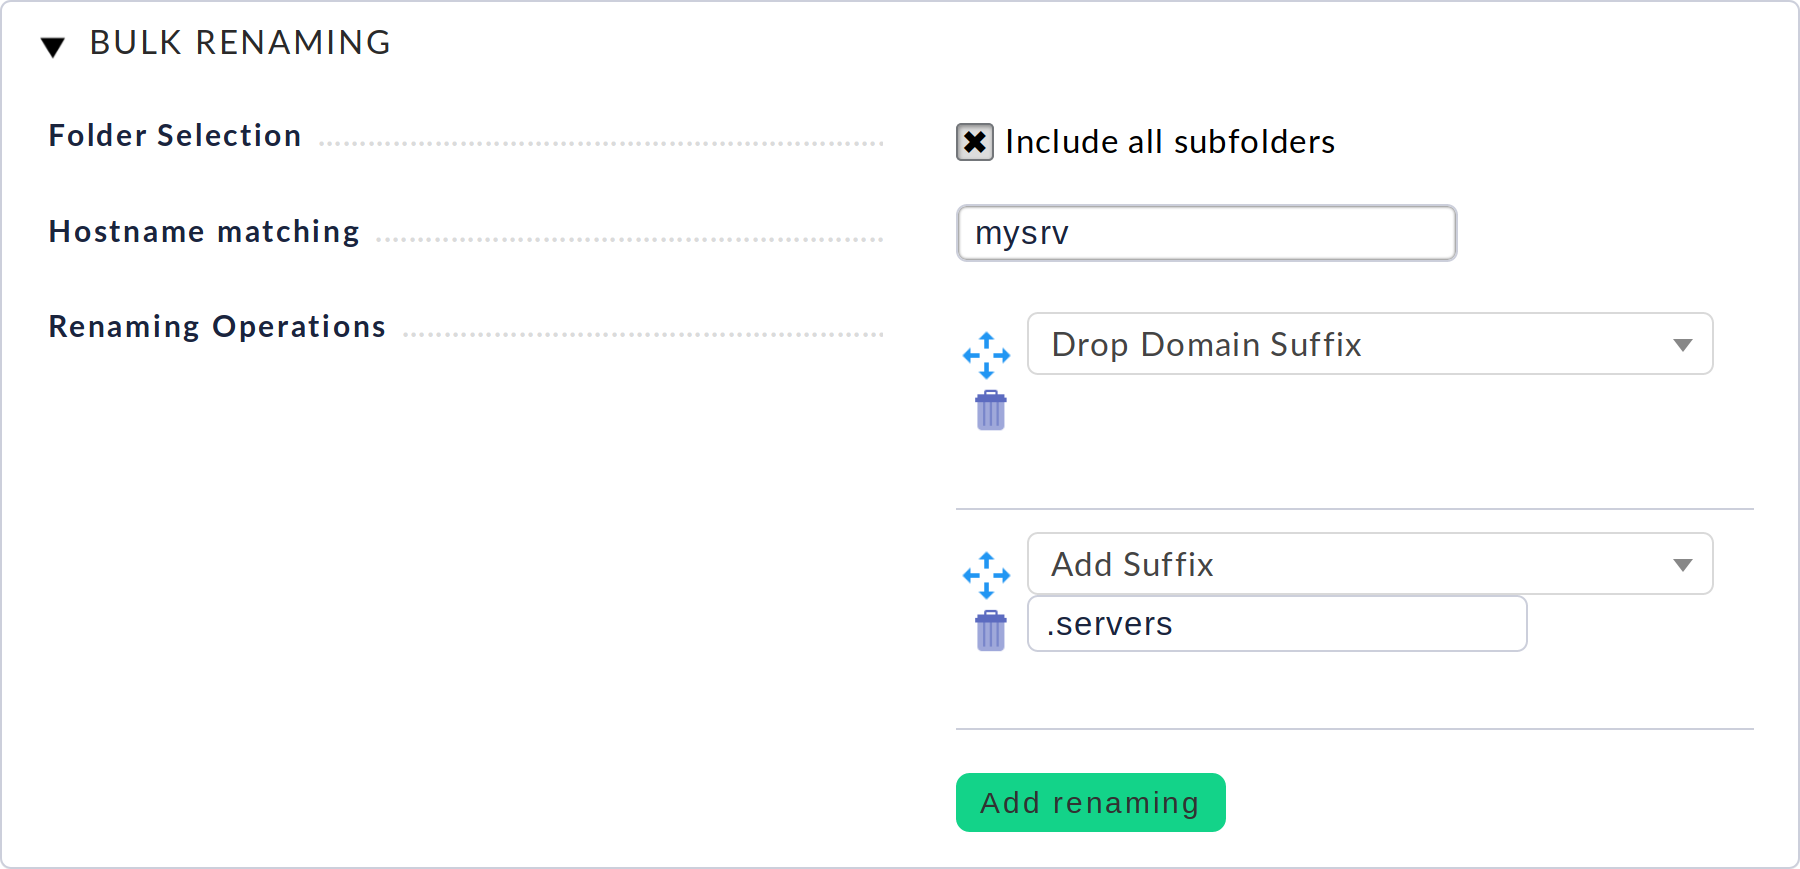 BULK RENAMING
Folder Selection
Include all subfolders
Hostname matching
mysrv
Renaming Operations
Drop Domain Suffix
Add Suffix
.servers
Add renaming